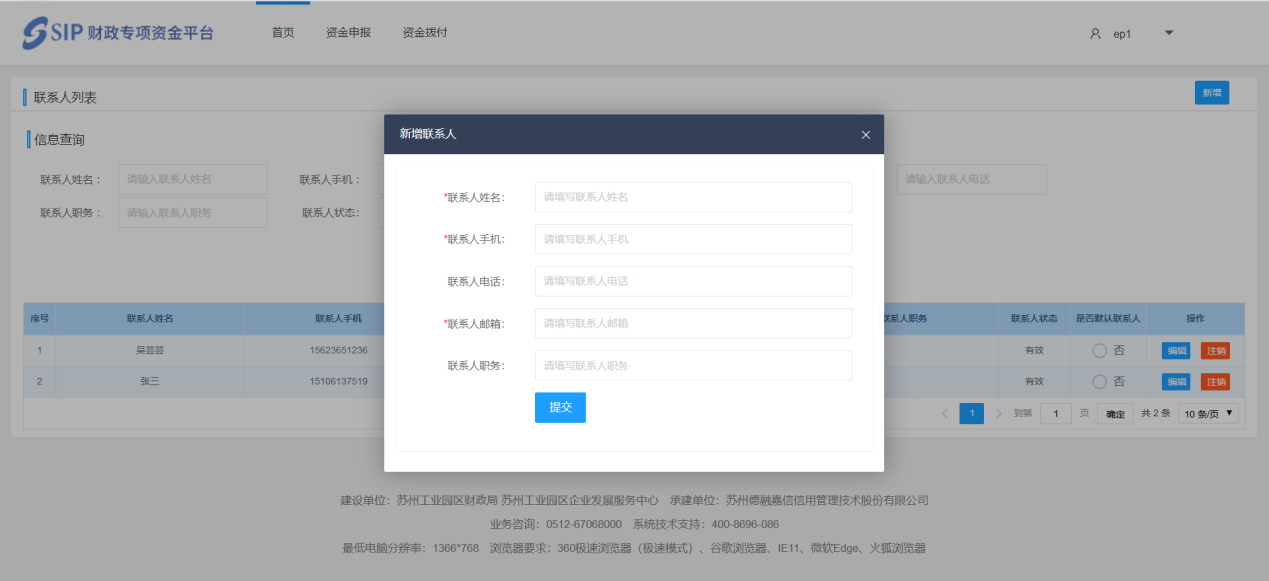 SIP 财政专项资金平台 首页 资金申报 资金拨付 ep1
联系人列表 新增
信息查询
联系人姓名： 请输入联系人姓名 联系人手机： 请输入联系人电话
联系人职务： 请输入联系人职务 联系人状态：
新增联系人 ×
*联系人姓名： 请填写联系人姓名
*联系人手机： 请填写联系人手机
联系人电话： 请填写联系人电话
*联系人邮箱： 请填写联系人邮箱
联系人职务： 请填写联系人职务
提交
序号 联系人姓名 联系人手机 联系人职务 联系人状态 是否默认联系人 操作
1 吴芸芸 15623651236 有效 否 编辑 注销
2 张三 15106137519 有效 否 编辑 注销
< 1 > 到第 1 页 确定 共 2 条 10 条/页
建设单位：苏州工业园区财政局 苏州工业园区企业发展服务中心 承建单位：苏州德融嘉信信用管理技术股份有限公司
业务咨询：0512-67068000 系统技术支持：400-8696-086
最低电脑分辨率：1366*768 浏览器要求：360极速浏览器（极速模式）、谷歌浏览器、IE11、微软Edge、火狐浏览器